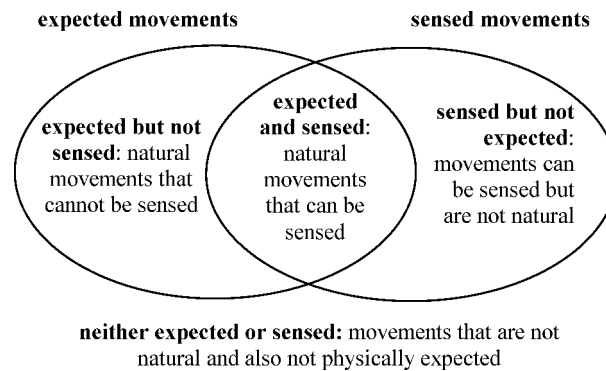 expected movements
sensed movements
expected but not
sensed: natural
movements that
cannot be sensed
expected
and sensed:
natural
movements
that can be
sensed
sensed but not
expected:
movements can
be sensed but
are not natural
neither expected or sensed: movements that are not
natural and also not physically expected